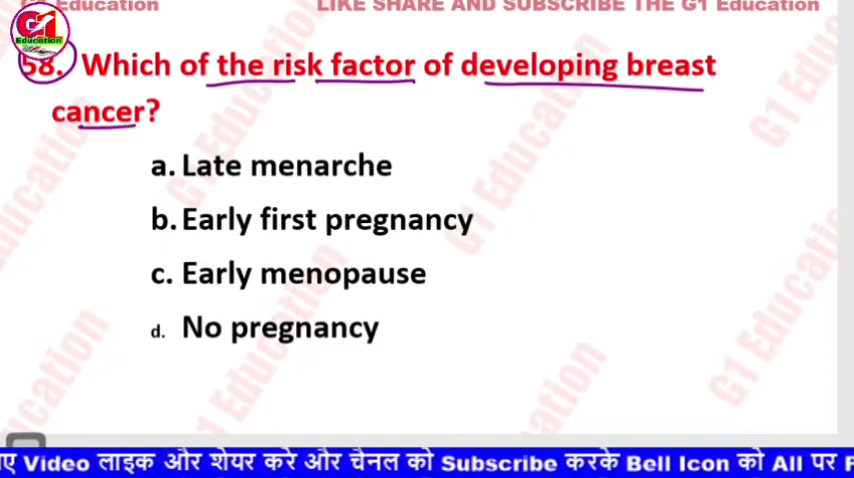 G1 Education
LIKE SHARE AND SUBSCRIBE THE G1 Education
58. Which of the risk factor of developing breast
cancer?
a. Late menarche
b. Early first pregnancy
c. Early menopause
d. No pregnancy
ए Video लाइक और शेयर करे और चैनल को Subscribe करके Bell Icon को All पर